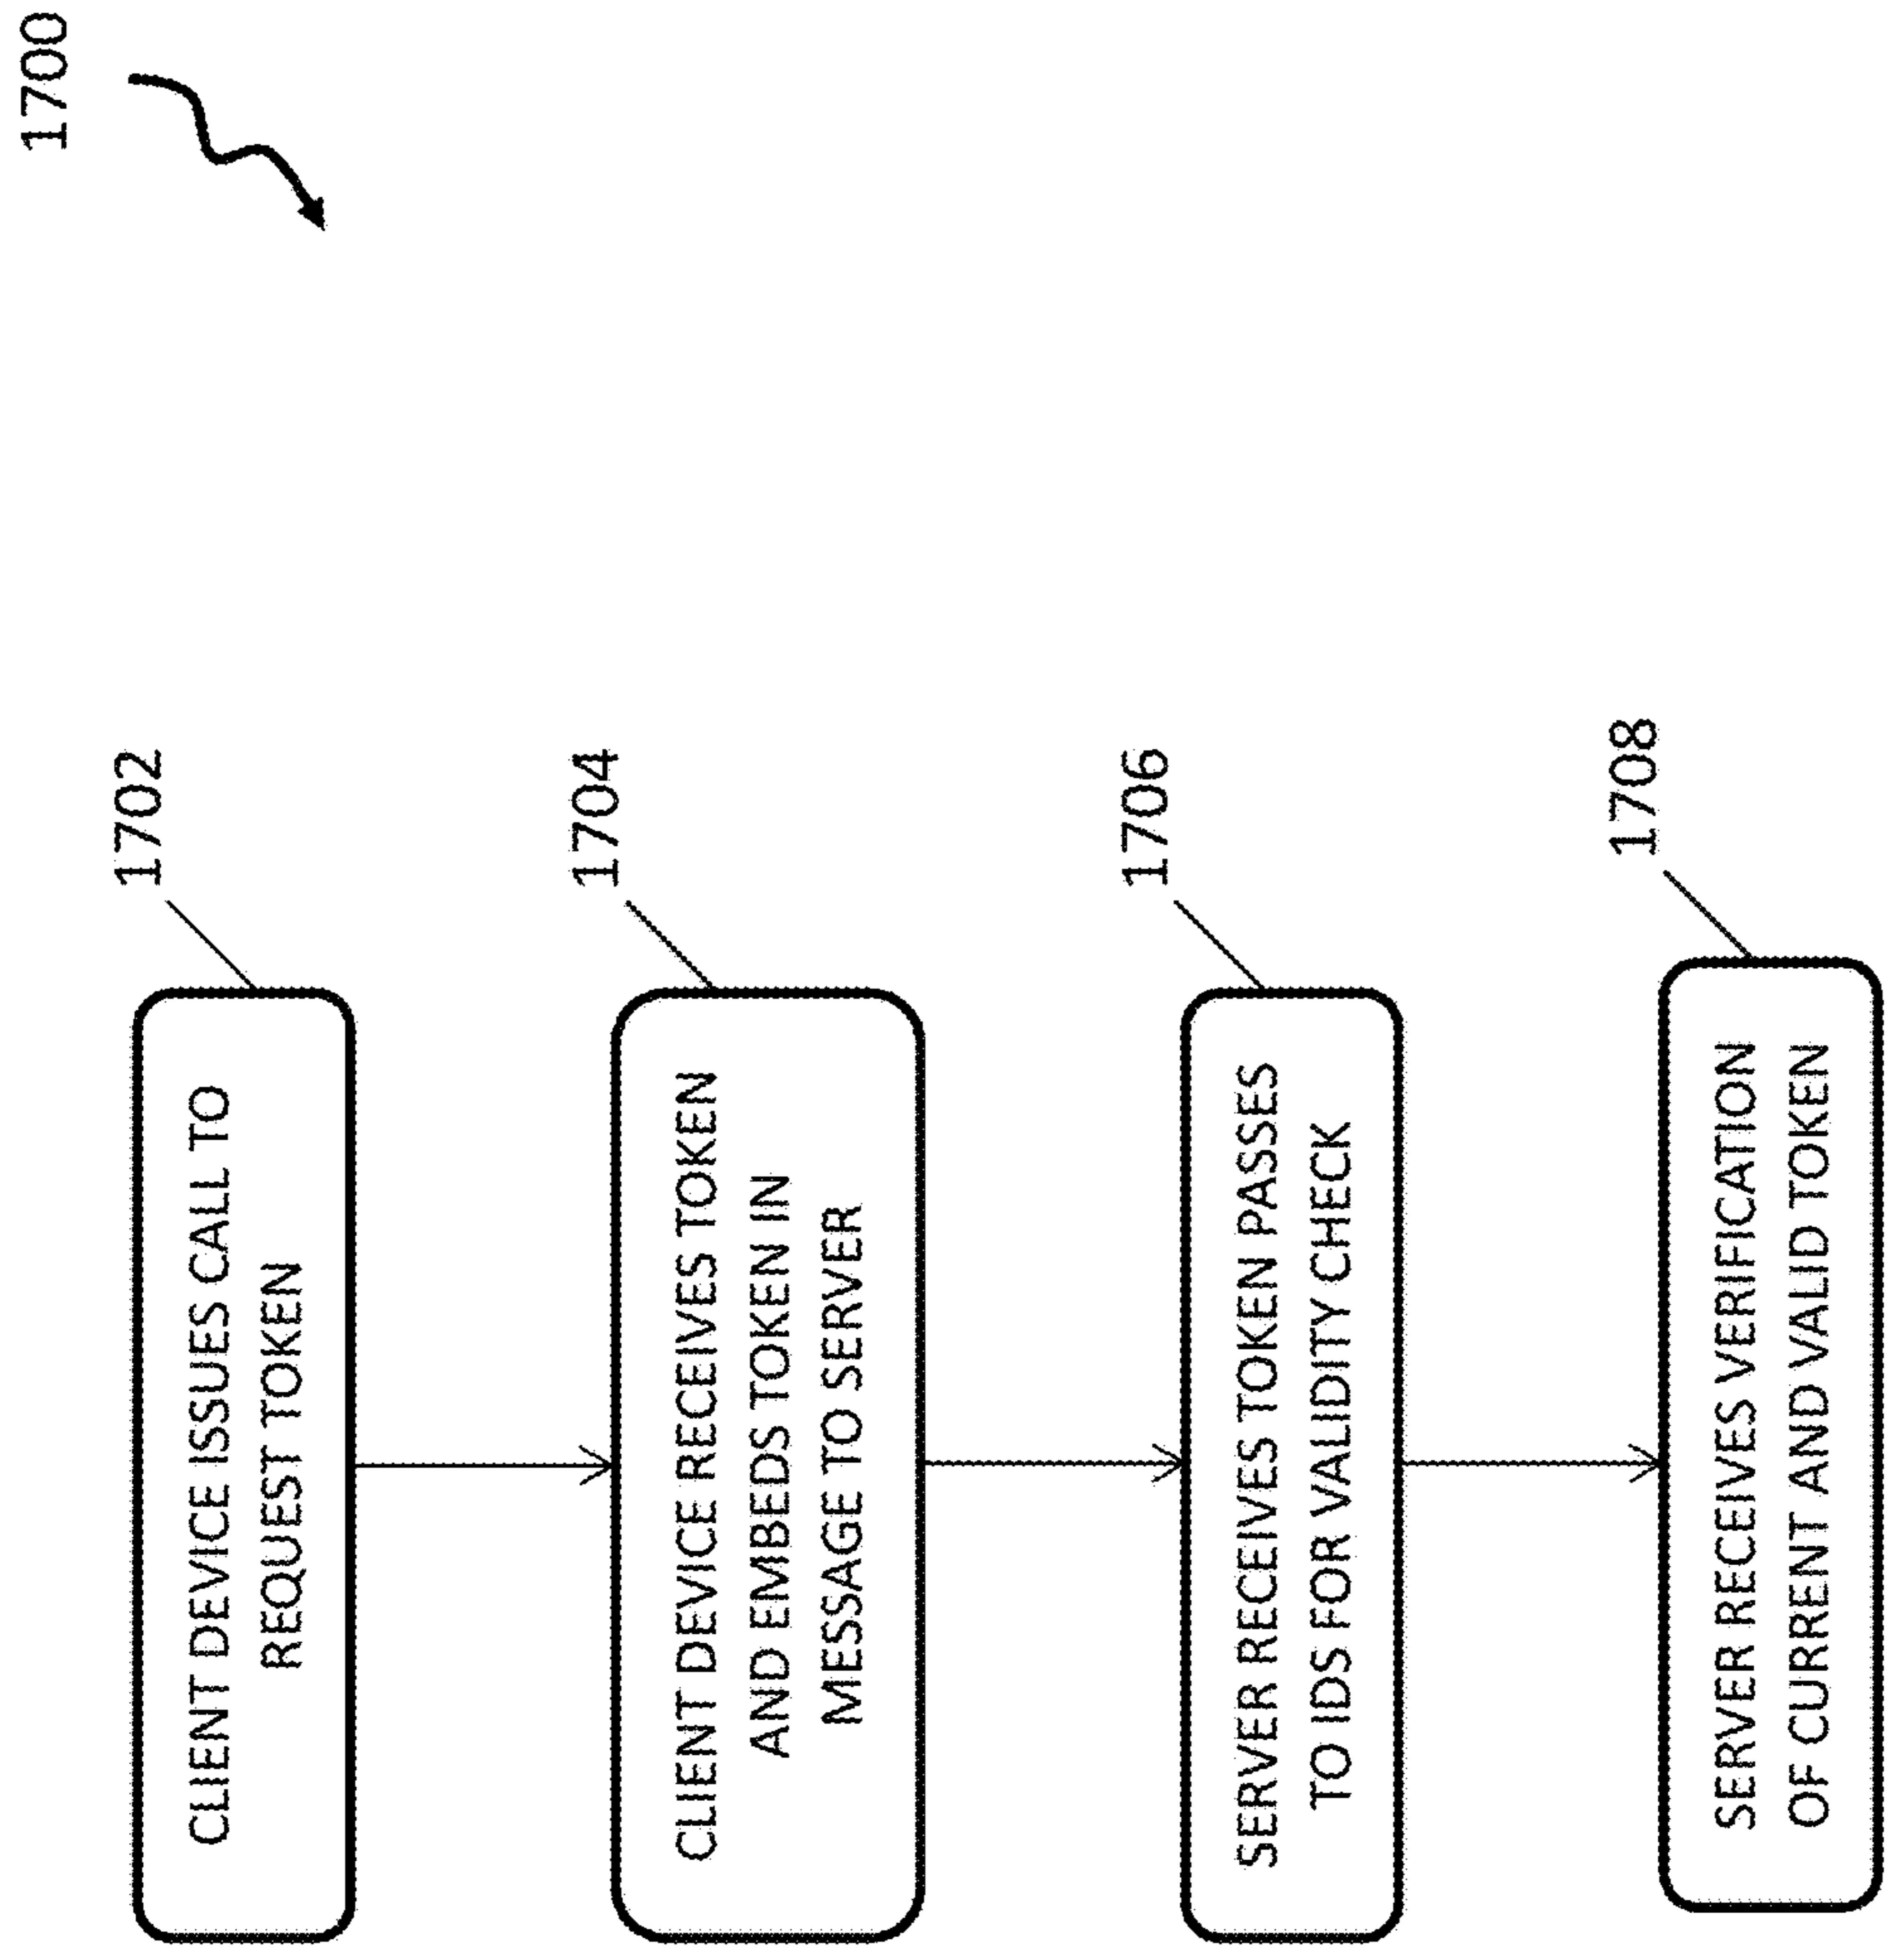 1700
1702
CLIENT DEVICE ISSUES CALL TO
REQUEST TOKEN
1704
CLIENT DEVICE RECEIVES TOKEN
AND EMBEDS TOKEN IN
MESSAGE TO SERVER
1706
SERVER RECEIVES TOKEN PASSES
TO IDS FOR VALIDITY CHECK
1708
SERVER RECEIVES VERIFICATION
OF CURRENT AND VALID TOKEN